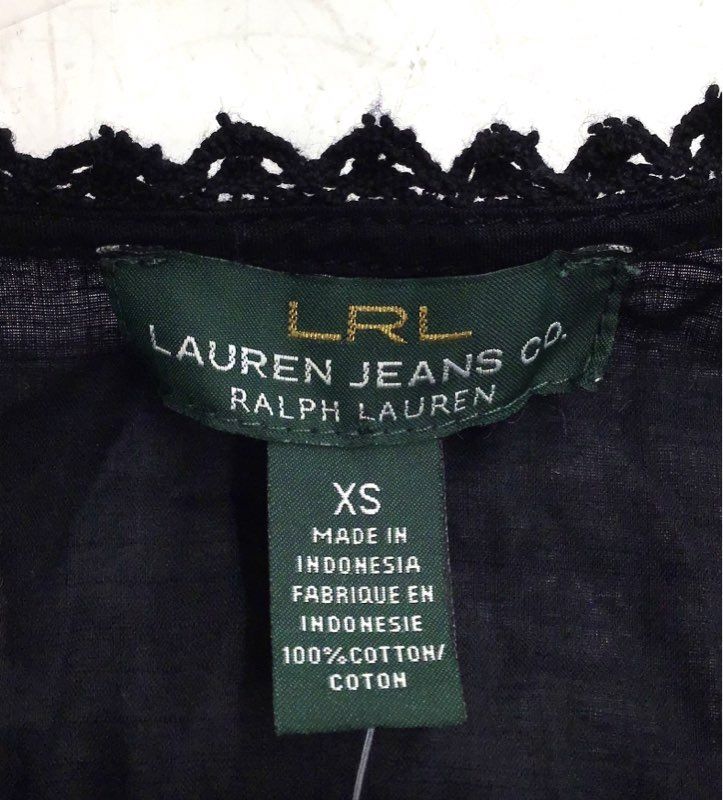 LRL
LAUREN JEANS CO.
RALPH LAUREN
XS
MADE IN
INDONESIA
FABRIQUE EN
INDONESIE
100%COTTON/
COTON